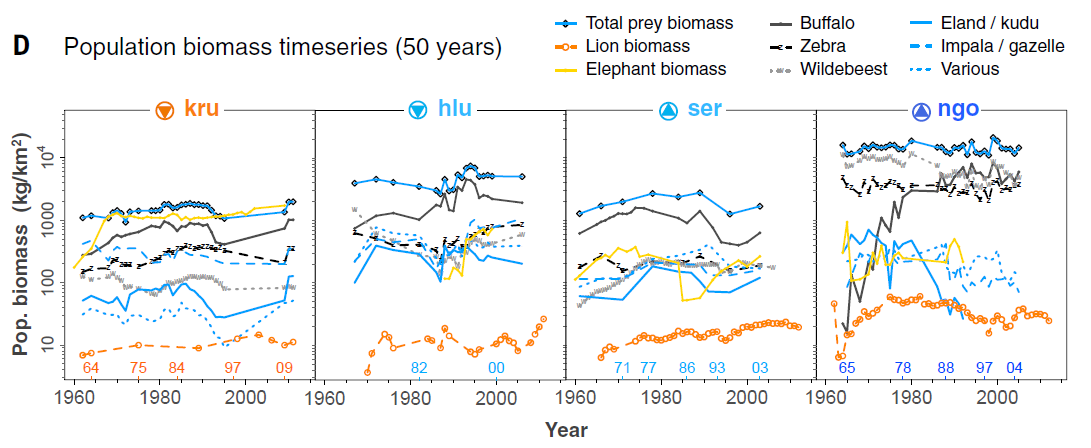 D Population biomass timeseries (50 years)
Total prey biomass
Lion biomass
Elephant biomass
Buffalo
Zebra
Wildebeest
Eland / kudu
Impala / gazelle
Various
kru hlu ser ngo
Pop. biomass (kg/km²)
10⁴
1000
100
10
64 75 84 97 09
82 00
71 77 86 93 03
65 78 88 97 04
1960 1980 2000 1960 1980 2000 1960 1980 2000 1960 1980 2000
Year